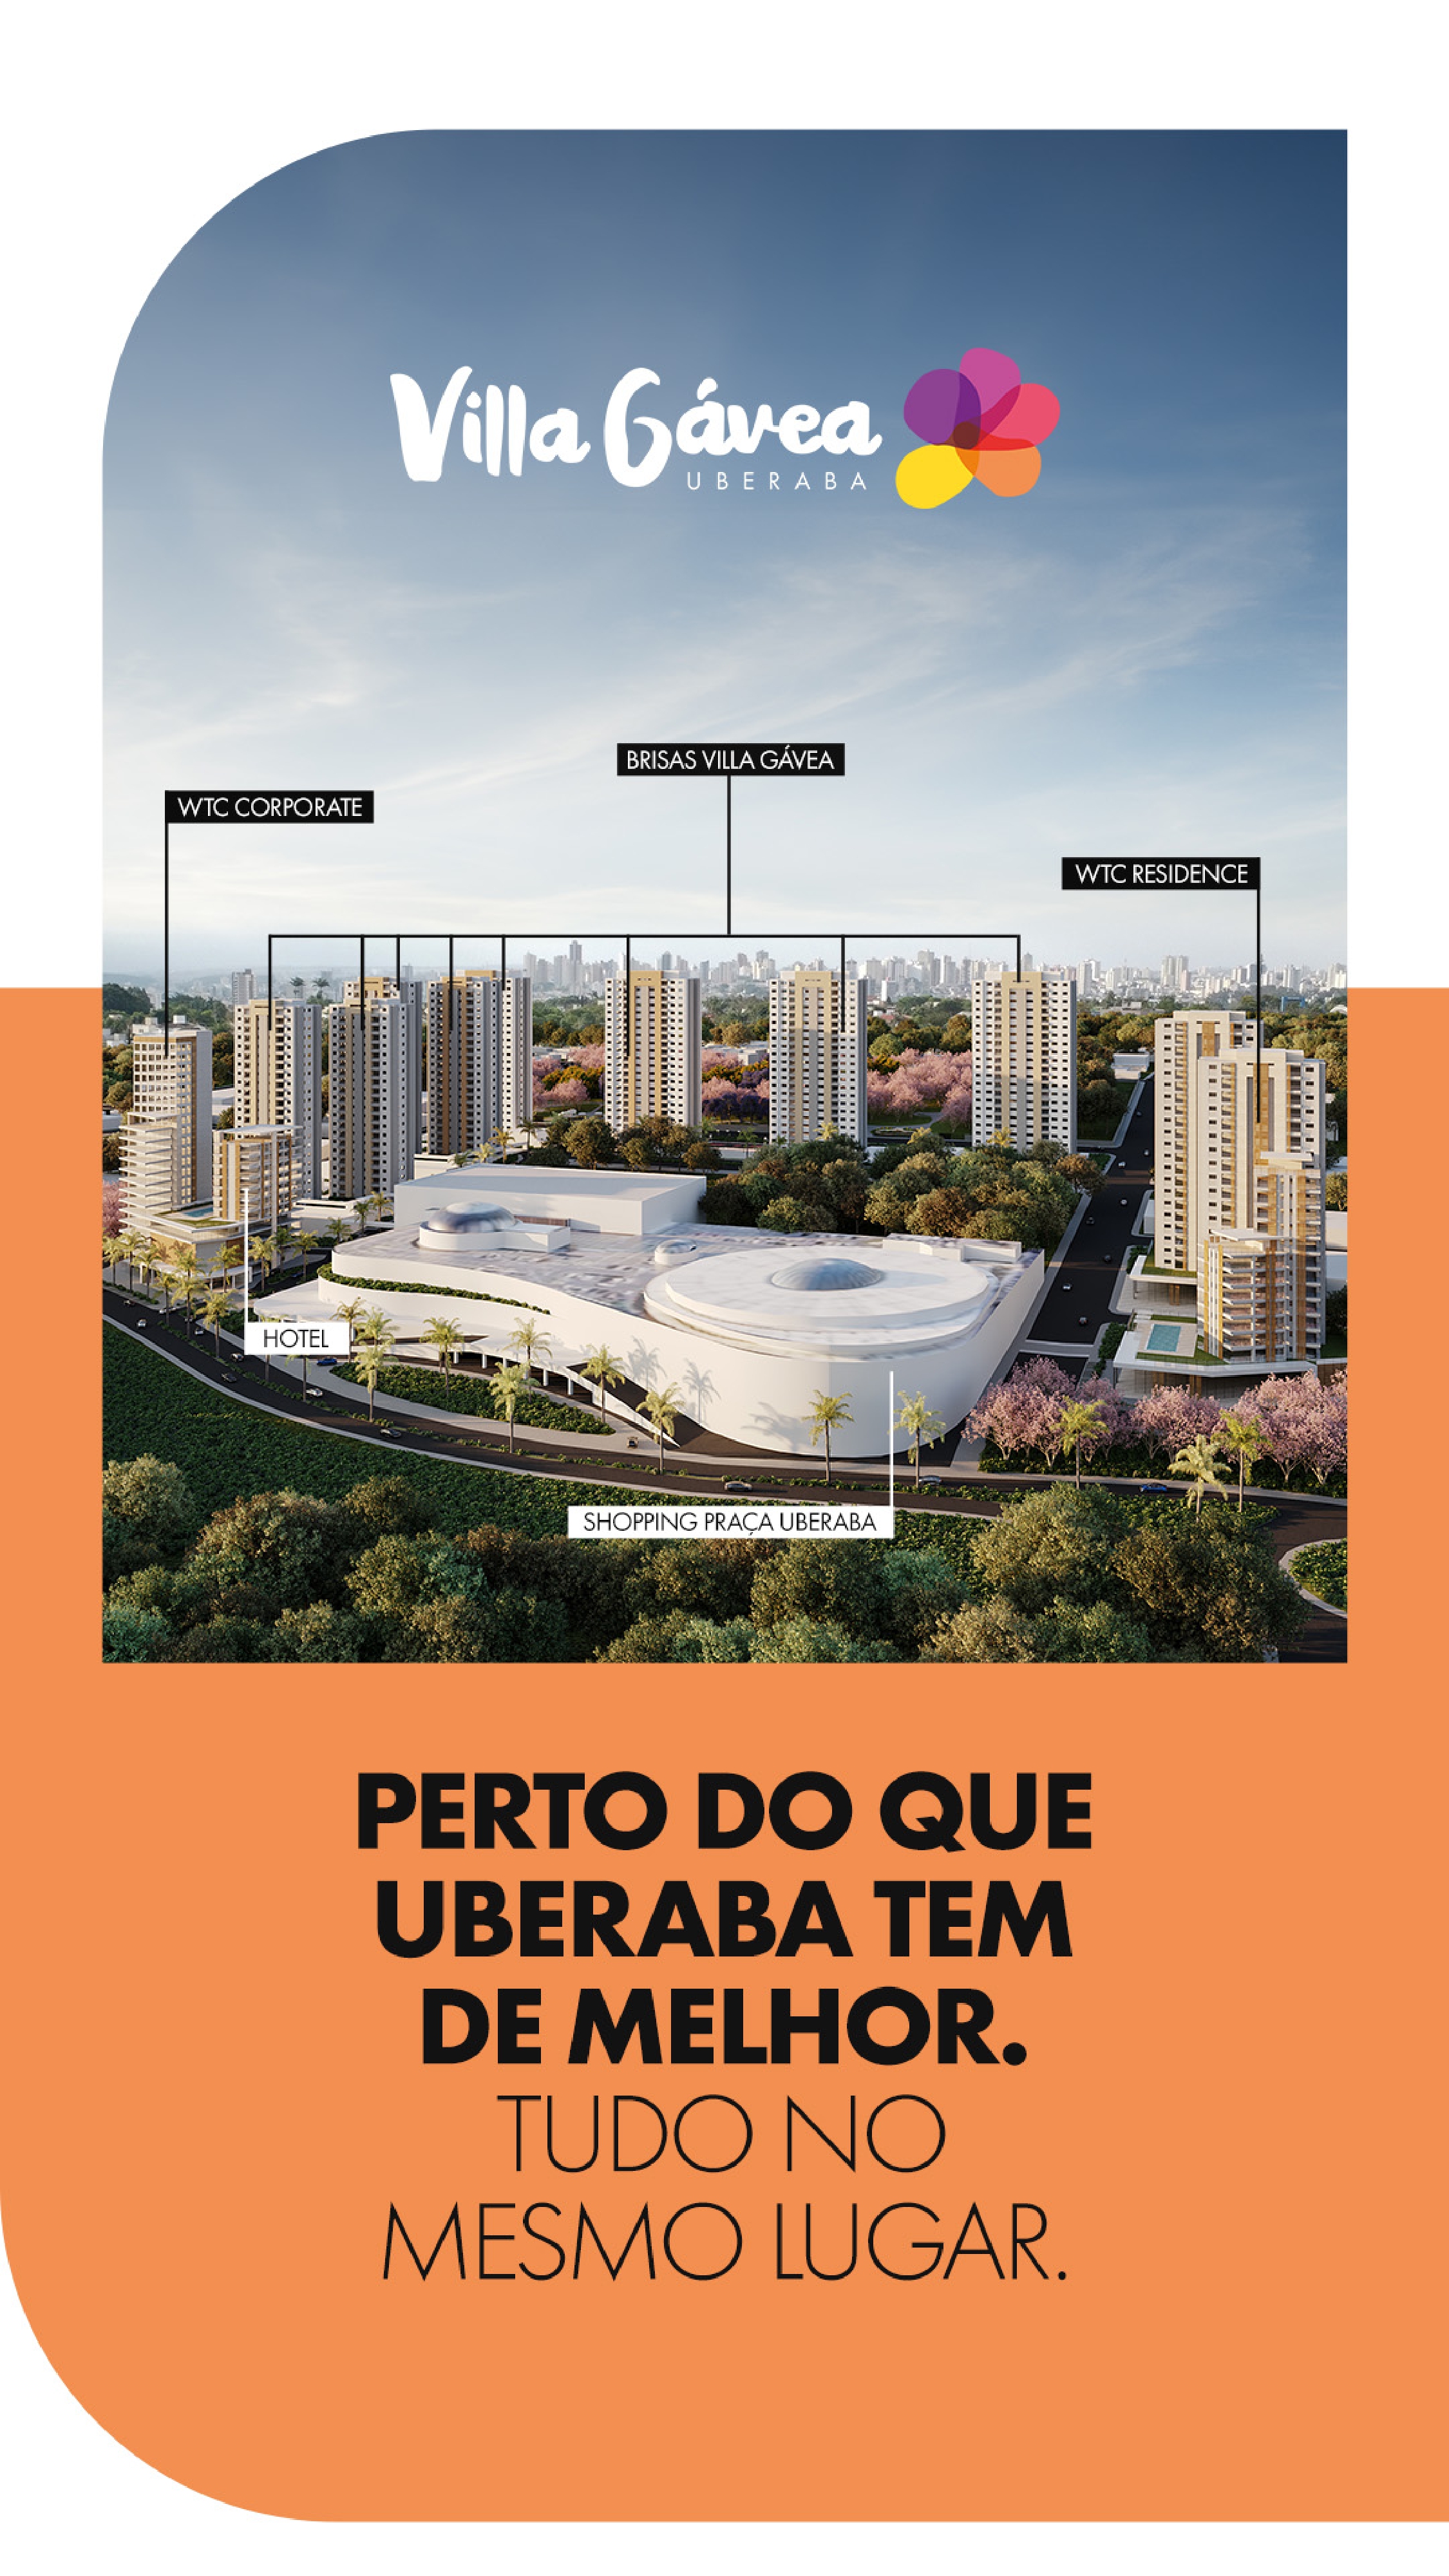 Villa Gávea
UBERABA
BRISAS VILLA GÁVEA
WTC CORPORATE
WTC RESIDENCE
HOTEL
SHOPPING PRAÇA UBERABA
PERTO DO QUE
UBERABA TEM
DE MELHOR.
TUDO NO
MESMO LUGAR.